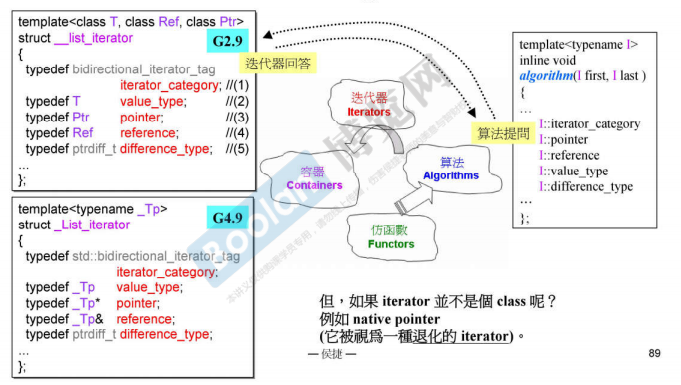 template<class T, class Ref, class Ptr>
struct __list_iterator
G2.9
{
typedef bidirectional_iterator_tag
iterator_category; //(1)
typedef T value_type; //(2)
typedef Ptr pointer; //(3)
typedef Ref reference; //(4)
typedef ptrdiff_t difference_type; //(5)
...
};
template<typename _Tp>
struct _List_iterator
G4.9
{
typedef std::bidirectional_iterator_tag
iterator_category;
typedef _Tp value_type;
typedef _Tp* pointer;
typedef _Tp& reference;
typedef ptrdiff_t difference_type;
...
};
迭代器回答
迭代器
Iterators
容器
Containers
算法
Algorithms
仿函數
Functors
算法提問
template<typename I>
inline void
algorithm(I first, I last )
{
...
I::iterator_category
I::pointer
I::reference
I::value_type
I::difference_type
...
};
但，如果 iterator 並不是個 class 呢？
例如 native pointer
(它被視爲一種退化的 iterator)。
— 侯捷 —
89
Boolan
博览网